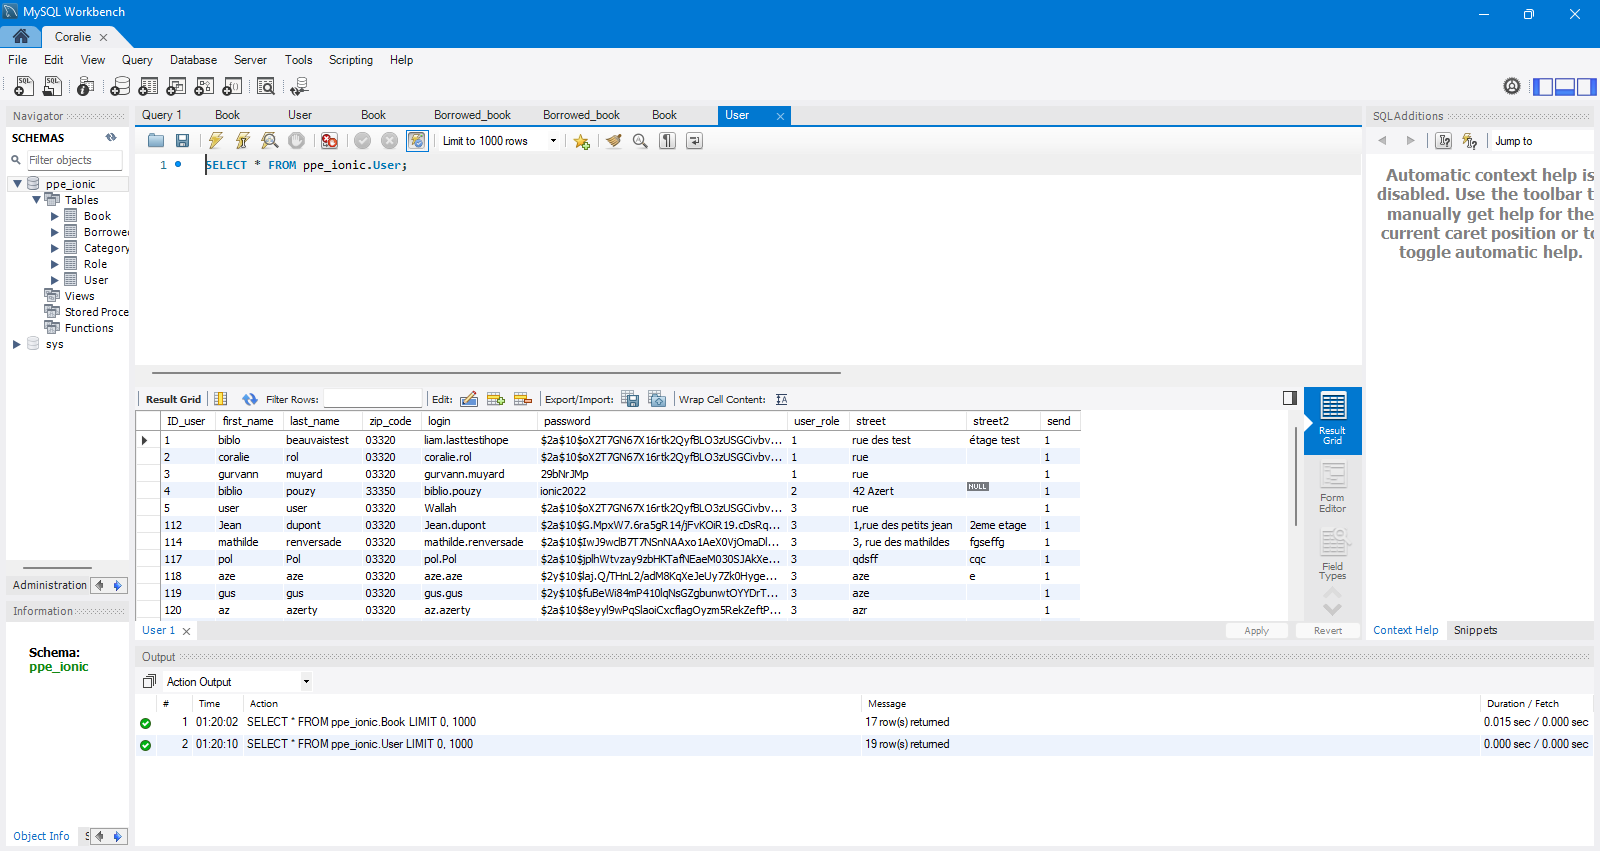 MySQL Workbench
Coralie
File Edit View Query Database Server Tools Scripting Help
Navigator
SCHEMAS
Filter objects
ppe_ionic
Tables
Book
Borrowe
Category
Role
User
Views
Stored Proce
Functions
sys
Administration
Information
Schema:
ppe_ionic
Object Info
Query 1 Book User Book Borrowed_book Borrowed_book Book User
Limit to 1000 rows
1 SELECT * FROM ppe_ionic.User;
Result Grid Filter Rows: Edit: Export/Import: Wrap Cell Content:
ID_user first_name last_name zip_code login password user_role street street2 send
1 biblo beauvaistest 03320 liam.lasttestihope $2a$10$oX2T7GN67X16rtk2QyfBLO3zUSGCivbv... 1 rue des test étage test 1
2 coralie rol 03320 coralie.rol $2a$10$oX2T7GN67X16rtk2QyfBLO3zUSGCivbv... 1 rue 1
3 gurvann muyard 03320 gurvann.muyard 29bNrJMp 1 rue 1
4 biblio pouzy 33350 biblio.pouzy ionic2022 2 42 Azert NULL 1
5 user user 03320 Wallah $2a$10$oX2T7GN67X16rtk2QyfBLO3zUSGCivbv... 3 rue 1
112 Jean dupont 03320 Jean.dupont $2a$10$G.MpxW7.6ra5gR14/jFvKOiR19.cDsRq... 3 1,rue des petits jean 2eme etage 1
114 mathilde renversade 03320 mathilde.renversade $2a$10$IwJ9wdB7T7NSnNAAxo1AeX0VjOmaDl... 3 3, rue des mathildes fgseffg 1
117 pol Pol 03320 pol.Pol $2a$10$jplhWtvzay9zbHKTafNEaeM030SJAkXe... 3 qdsff cqc 1
118 aze aze 03320 aze.aze $2y$10$laj.Q/THnL2/adM8KqXeJeUy7Zk0Hyge... 3 aze e 1
119 gus gus 03320 gus.gus $2y$10$fuBeWi84mP410lqNsGZgbunwtOYYDrT... 3 aze 1
120 az azerty 03320 az.azerty $2a$10$8eyyl9wPqSlaoiCxcflagOyzm5RekZeftP... 3 azr 1
Result
Grid
Form
Editor
Field
Types
User 1 Apply Revert
SQLAdditions
Jump to
Automatic context help is
disabled. Use the toolbar t
manually get help for the
current caret position or to
toggle automatic help.
Context Help Snippets
Output
Action Output
# Time Action Message Duration / Fetch
1 01:20:02 SELECT * FROM ppe_ionic.Book LIMIT 0, 1000 17 row(s) returned 0.015 sec / 0.000 sec
2 01:20:10 SELECT * FROM ppe_ionic.User LIMIT 0, 1000 19 row(s) returned 0.000 sec / 0.000 sec